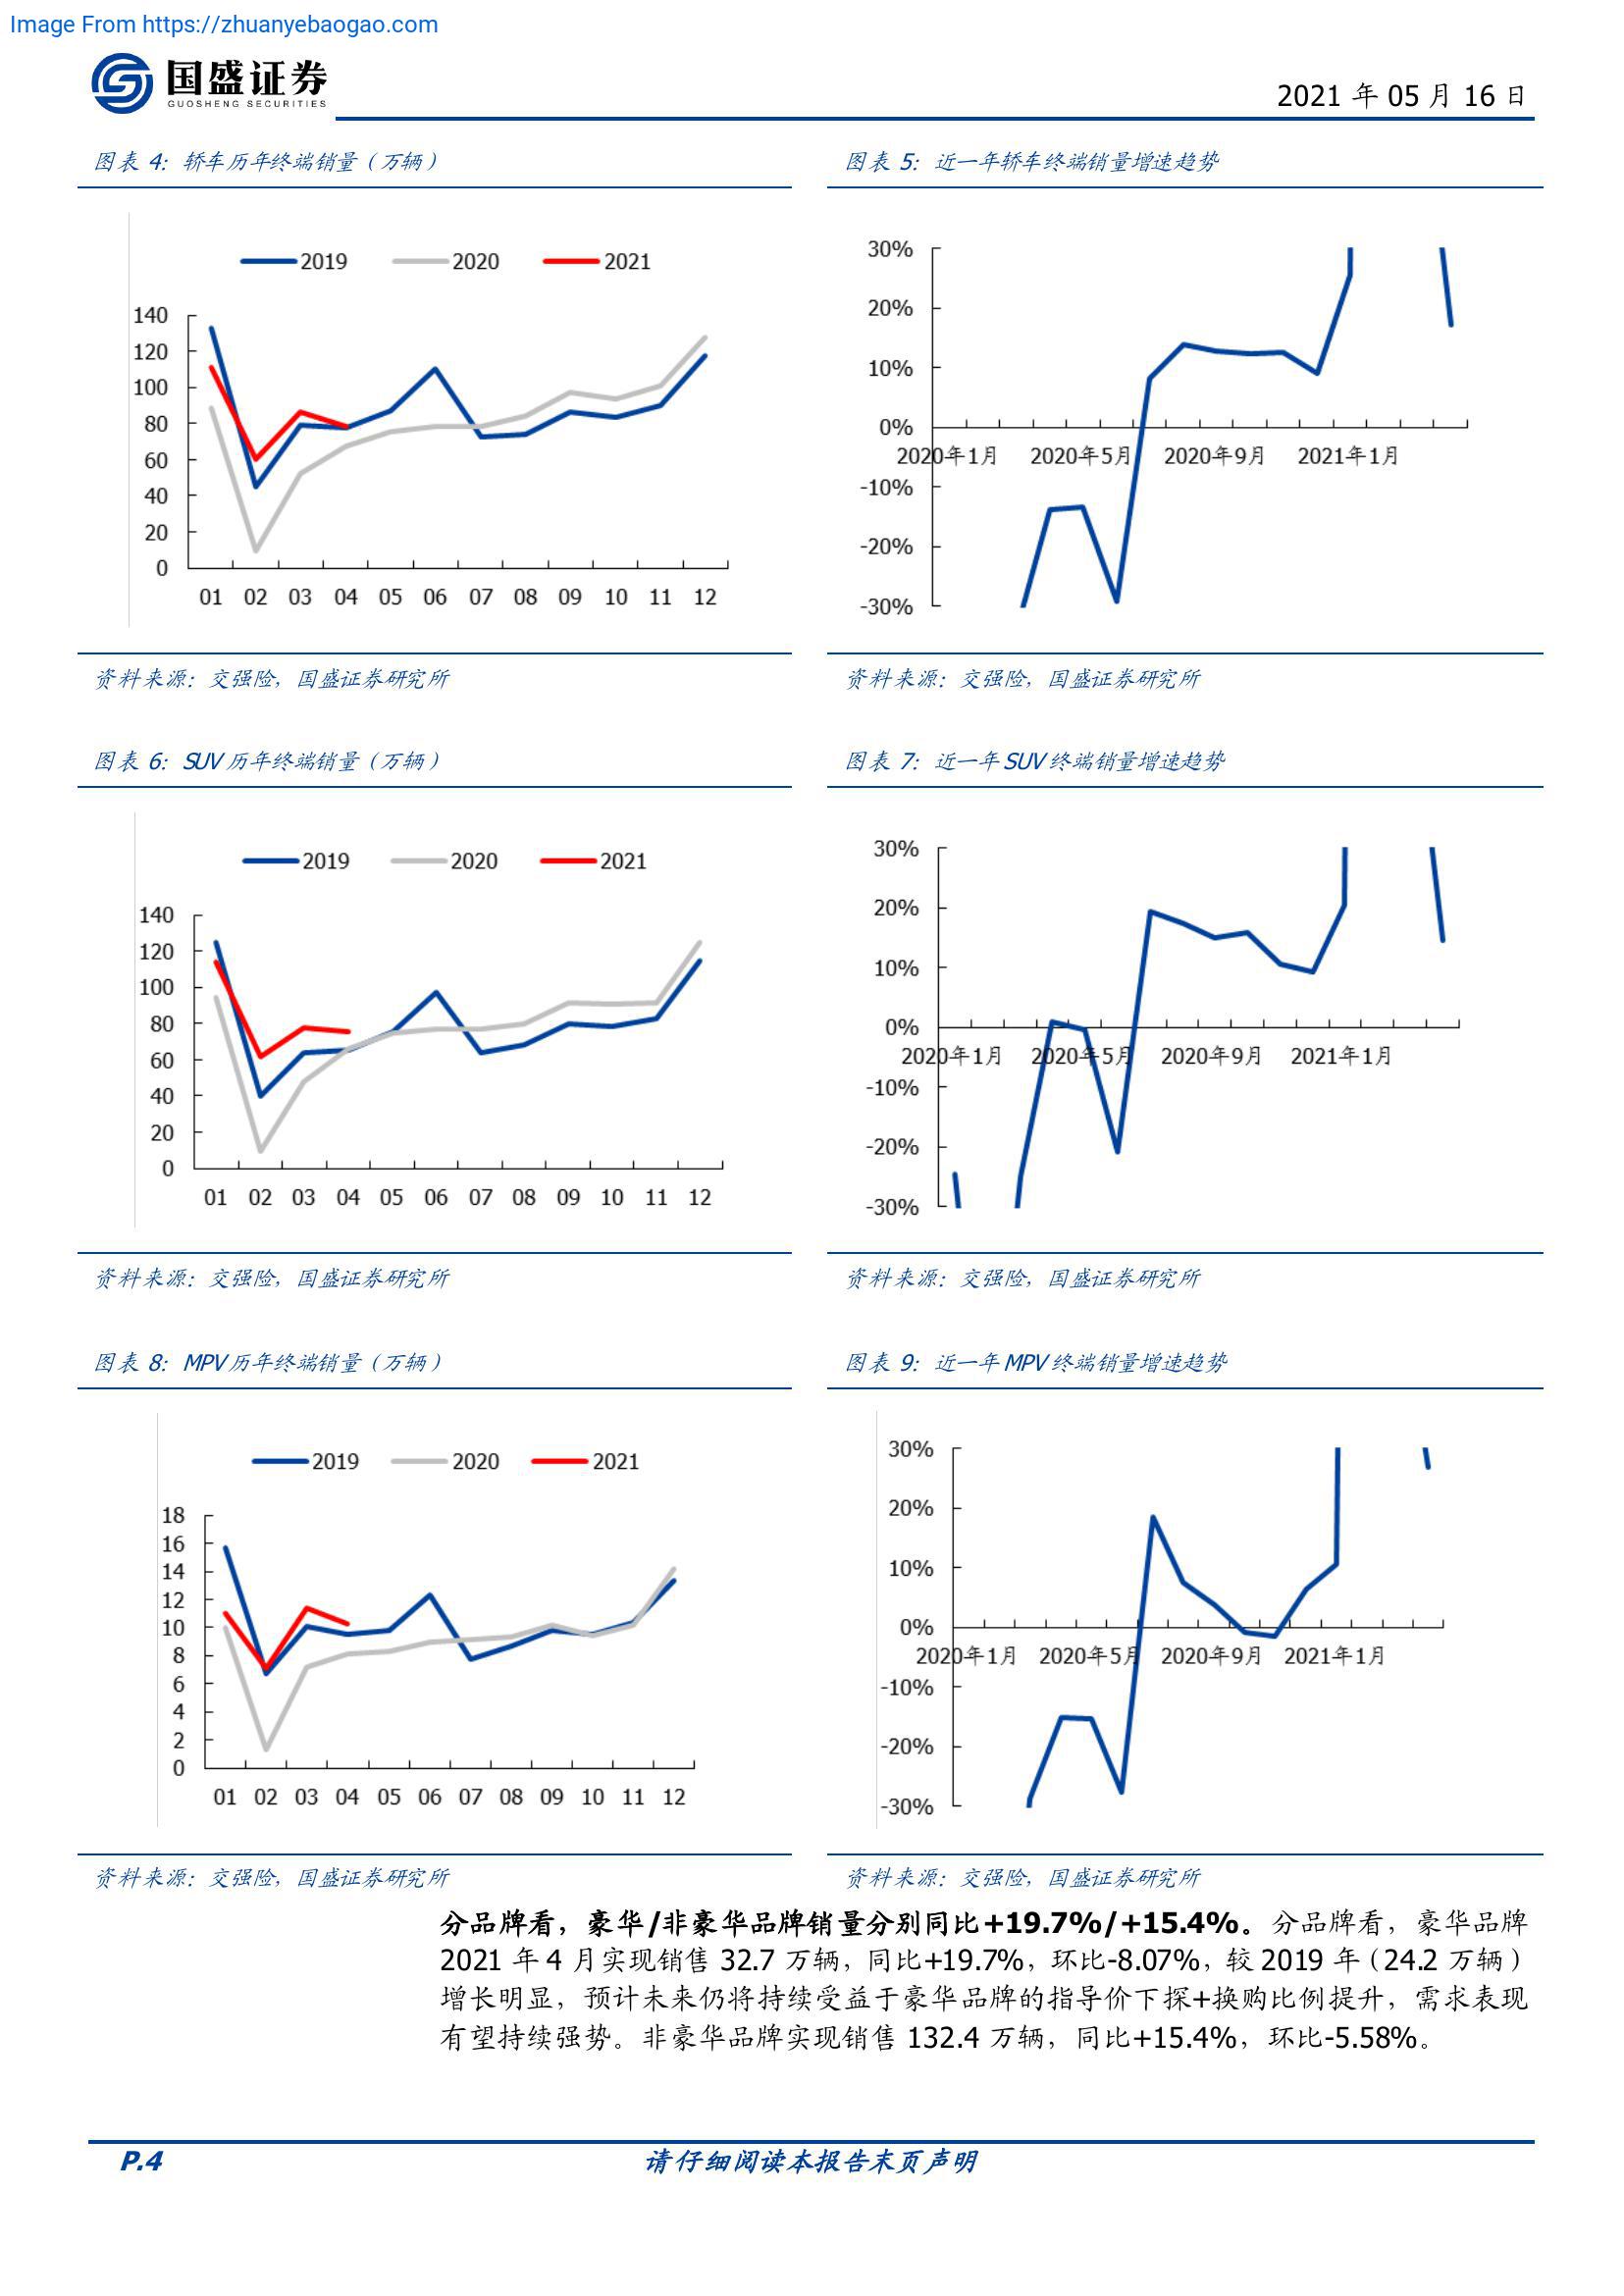 Image From https://zhuanyebaogao.com
国盛证券
GUOSHENG SECURITIES
2021 年 05 月 16 日
图表 4：轿车历年终端销量（万辆）
2019 2020 2021
140
120
100
80
60
40
20
0
01 02 03 04 05 06 07 08 09 10 11 12
资料来源：交强险，国盛证券研究所
图表 5：近一年轿车终端销量增速趋势
30%
20%
10%
0%
2020年1月 2020年5月 2020年9月 2021年1月
-10%
-20%
-30%
资料来源：交强险，国盛证券研究所
图表 6：SUV 历年终端销量（万辆）
2019 2020 2021
140
120
100
80
60
40
20
0
01 02 03 04 05 06 07 08 09 10 11 12
资料来源：交强险，国盛证券研究所
图表 7：近一年 SUV 终端销量增速趋势
30%
20%
10%
0%
2020年1月 2020年5月 2020年9月 2021年1月
-10%
-20%
-30%
资料来源：交强险，国盛证券研究所
图表 8：MPV 历年终端销量（万辆）
2019 2020 2021
18
16
14
12
10
8
6
4
2
0
01 02 03 04 05 06 07 08 09 10 11 12
资料来源：交强险，国盛证券研究所
图表 9：近一年 MPV 终端销量增速趋势
30%
20%
10%
0%
2020年1月 2020年5月 2020年9月 2021年1月
-10%
-20%
-30%
资料来源：交强险，国盛证券研究所
分品牌看，豪华/非豪华品牌销量分别同比+19.7%/+15.4%。分品牌看，豪华品牌
2021 年 4 月实现销售 32.7 万辆，同比+19.7%，环比-8.07%，较 2019 年（24.2 万辆）
增长明显，预计未来仍将持续受益于豪华品牌的指导价下探+换购比例提升，需求表现
有望持续强势。非豪华品牌实现销售 132.4 万辆，同比+15.4%，环比-5.58%。
P.4
请仔细阅读本报告末页声明